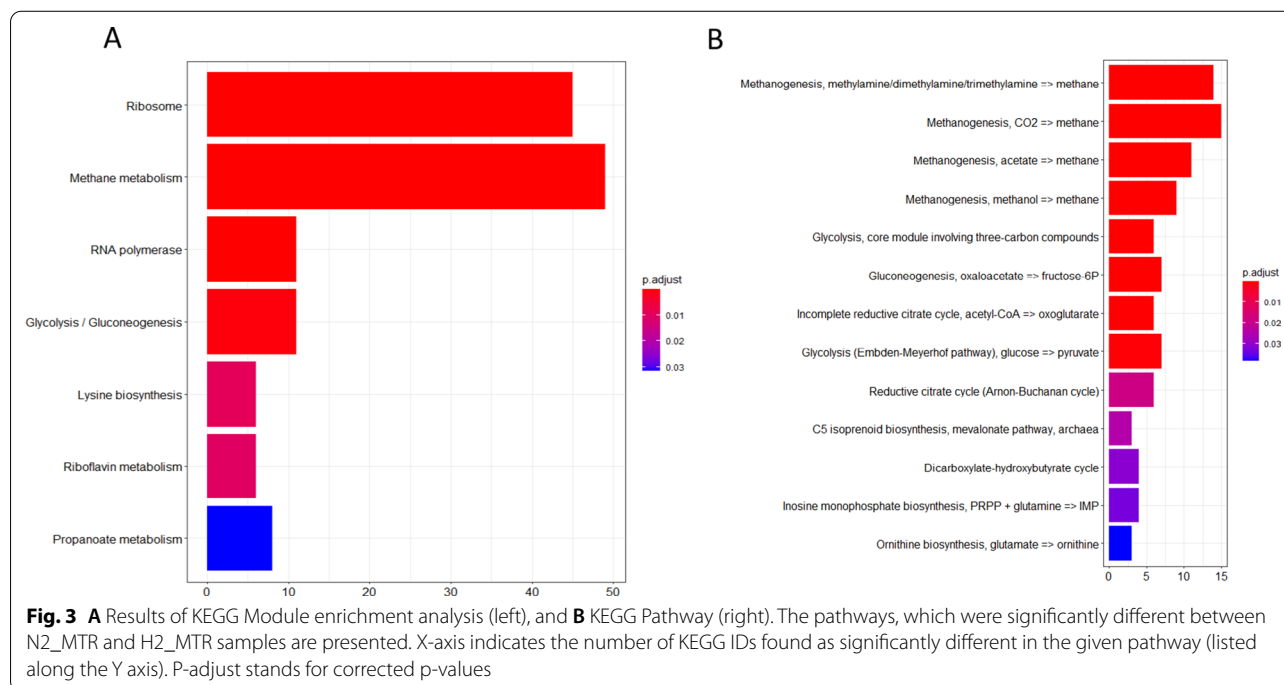 A
Ribosome
Methane metabolism
RNA polymerase
Glycolysis / Gluconeogenesis
Lysine biosynthesis
Riboflavin metabolism
Propanoate metabolism
0 10 20 30 40 50
p.adjust
0.01
0.02
0.03
B
Methanogenesis, methylamine/dimethylamine/trimethylamine => methane
Methanogenesis, CO2 => methane
Methanogenesis, acetate => methane
Methanogenesis, methanol => methane
Glycolysis, core module involving three-carbon compounds
Gluconeogenesis, oxaloacetate => fructose-6P
Incomplete reductive citrate cycle, acetyl-CoA => oxoglutarate
Glycolysis (Embden-Meyerhof pathway), glucose => pyruvate
Reductive citrate cycle (Arnon-Buchanan cycle)
C5 isoprenoid biosynthesis, mevalonate pathway, archaea
Dicarboxylate-hydroxybutyrate cycle
Inosine monophosphate biosynthesis, PRPP + glutamine => IMP
Ornithine biosynthesis, glutamate => ornithine
0 5 10 15
p.adjust
0.01
0.02
0.03
Fig. 3 A Results of KEGG Module enrichment analysis (left), and B KEGG Pathway (right). The pathways, which were significantly different between
N2_MTR and H2_MTR samples are presented. X-axis indicates the number of KEGG IDs found as significantly different in the given pathway (listed
along the Y axis). P-adjust stands for corrected p-values